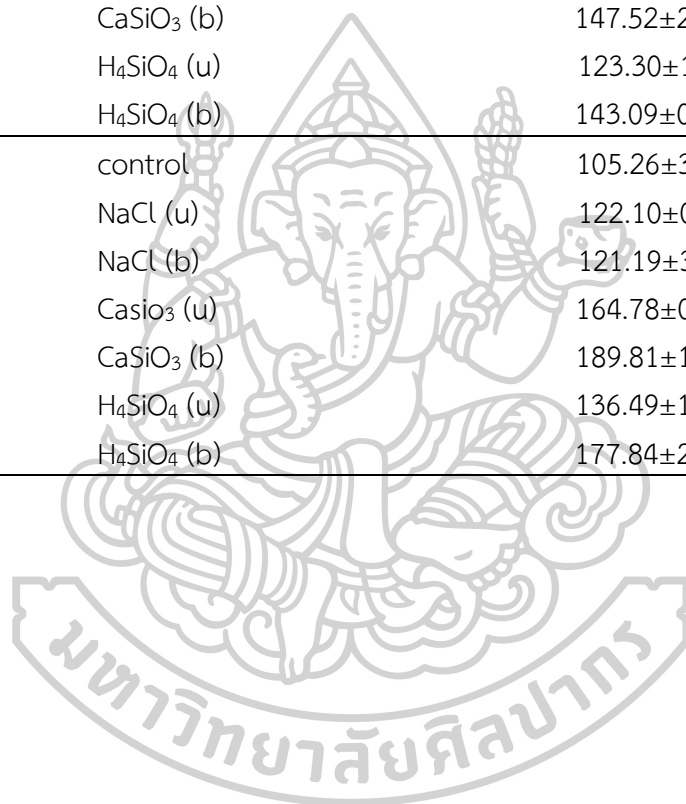 CaSiO₃ (b) 147.52±2
H₄SiO₄ (u) 123.30±1
H₄SiO₄ (b) 143.09±0
control 105.26±3
NaCl (u) 122.10±0
NaCl (b) 121.19±3
Casio₃ (u) 164.78±0
CaSiO₃ (b) 189.81±1
H₄SiO₄ (u) 136.49±1
H₄SiO₄ (b) 177.84±2
มหาวิทยาลัยศิลปากร